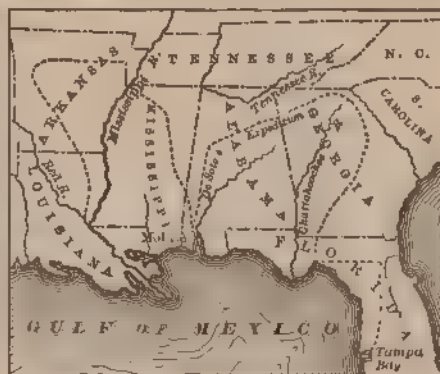 TENNESSEE
N. C.
ARKANSAS
Mississippi R.
Tennessee R.
S. CAROLINA
MISSISSIPPI
ALABAMA
De Soto's Expedition
GEORGIA
Chattahoochee R.
Red R.
LOUISIANA
FLORIDA
GULF OF MEXICO
Tampa
Bay